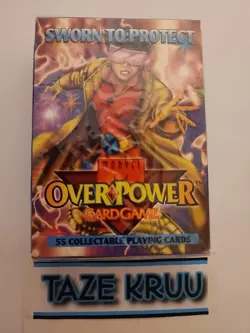 SWORN TO PROTECT
MARVEL
OVERPOWER
CARD GAME
55 COLLECTABLE PLAYING CARDS
TAZE KRUU